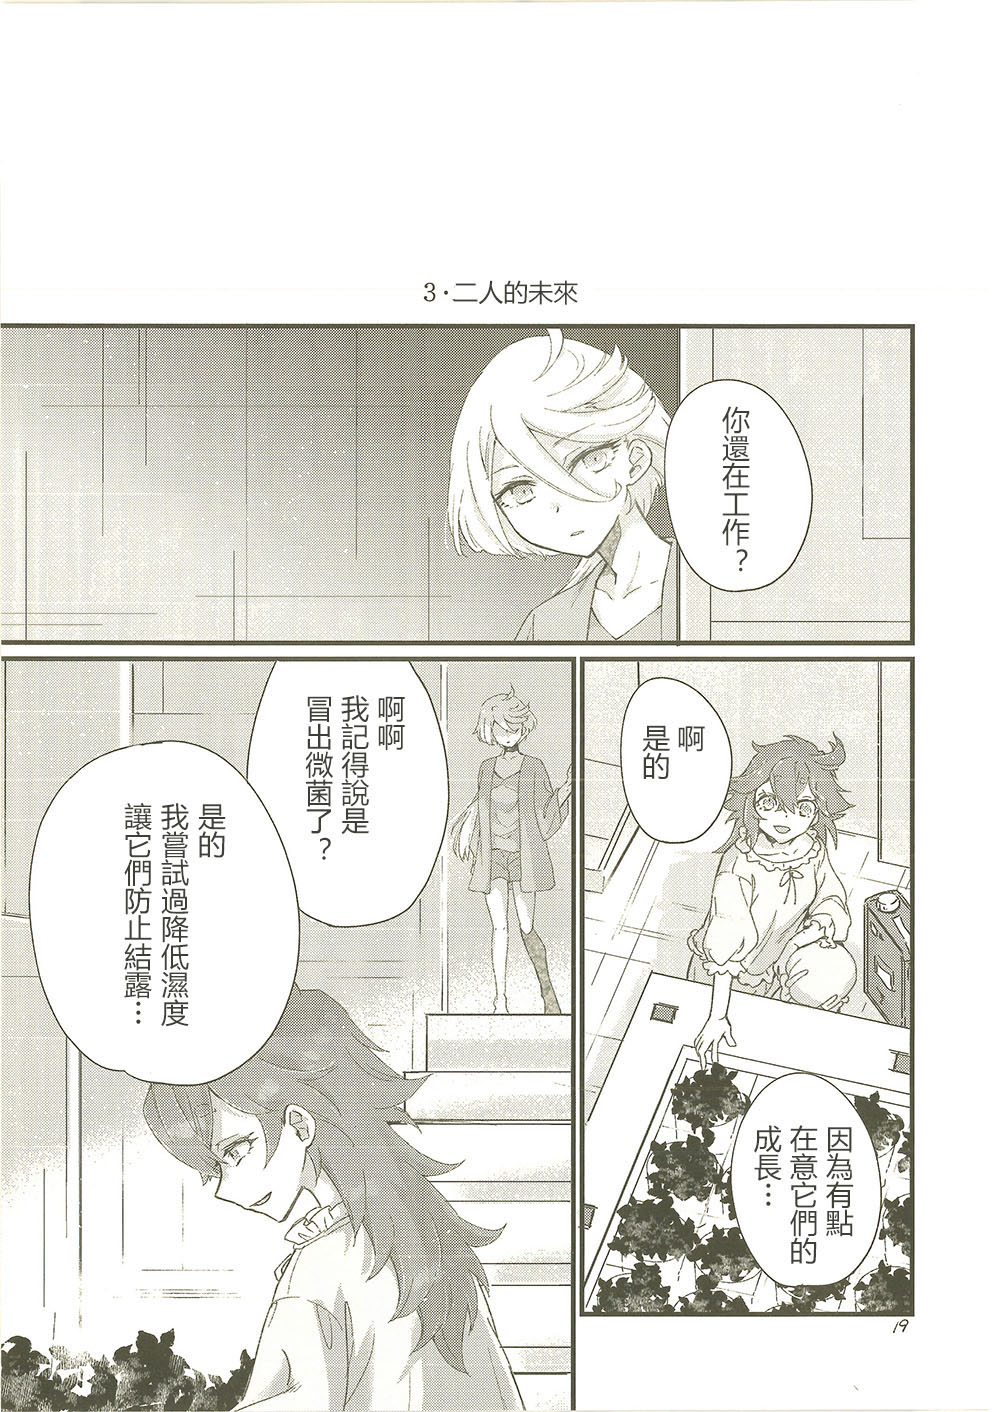 3·二人的未來
你還在工作？
啊
是的
因為有點
在意它們的
成長…
啊啊
我記得說是
冒出微菌了？
是的
我嘗試過降低濕度
讓它們防止結露…
19